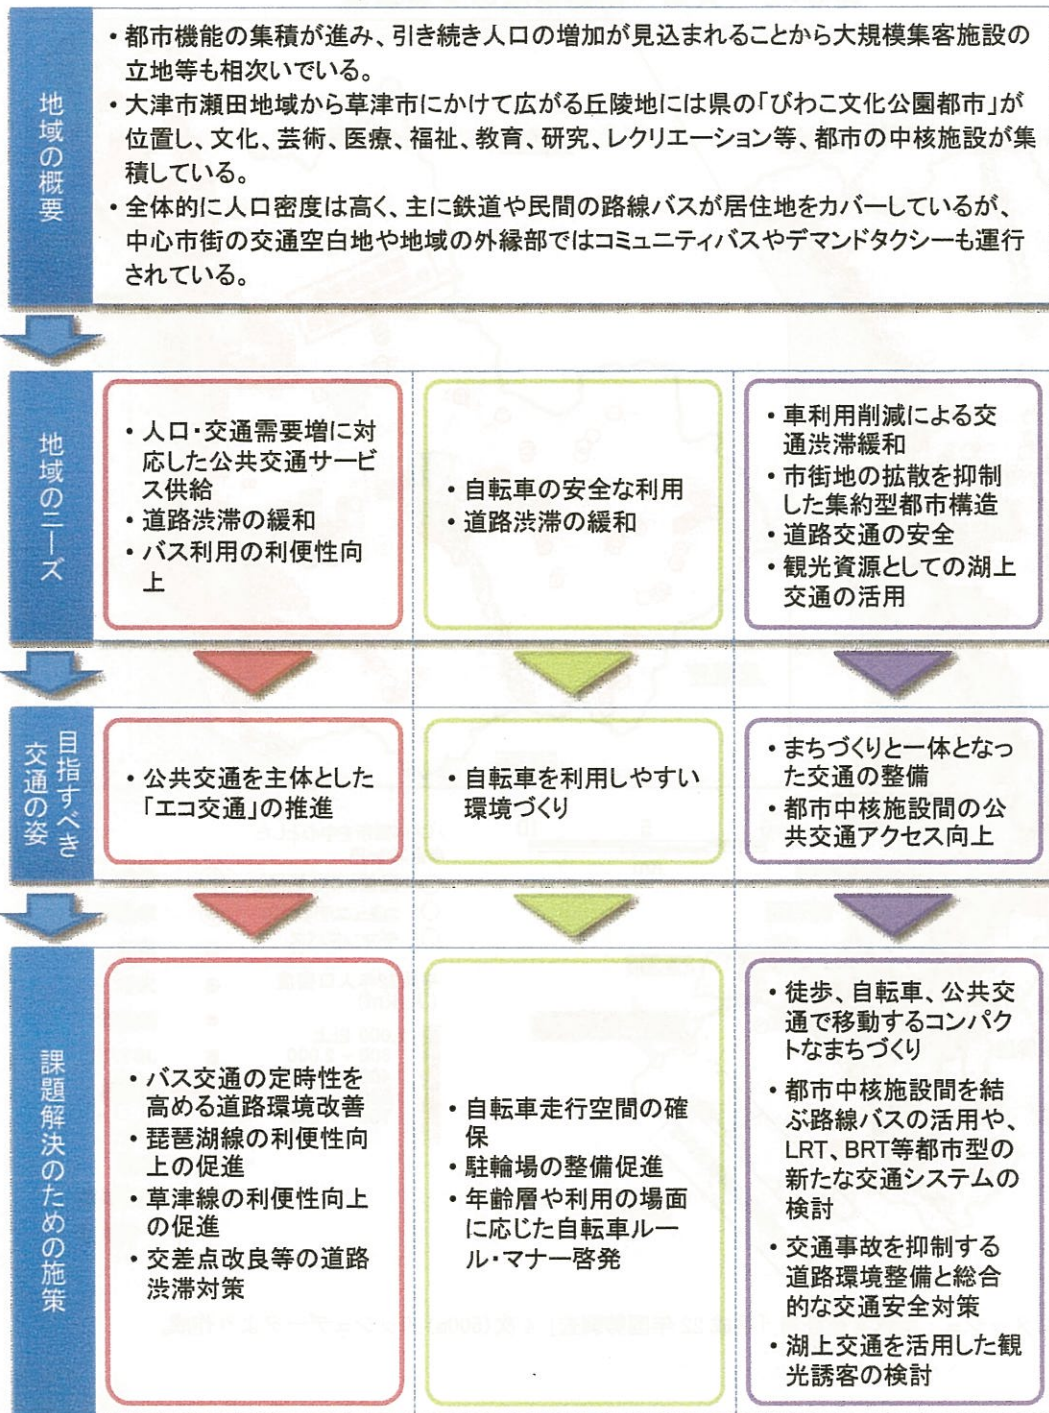 地域の概要
・都市機能の集積が進み、引き続き人口の増加が見込まれることから大規模集客施設の
立地等も相次いでいる。
・大津市瀬田地域から草津市にかけて広がる丘陵地には県の「びわこ文化公園都市」が
位置し、文化、芸術、医療、福祉、教育、研究、レクリエーション等、都市の中核施設が集
積している。
・全体的に人口密度は高く、主に鉄道や民間の路線バスが居住地をカバーしているが、
中心市街の交通空白地や地域の外縁部ではコミュニティバスやデマンドタクシーも運行
されている。
地域のニーズ
・人口・交通需要増に対
応した公共交通サービ
ス供給
・道路渋滞の緩和
・バス利用の利便性向
上
・自転車の安全な利用
・道路渋滞の緩和
・車利用削減による交
通渋滞緩和
・市街地の拡散を抑制
した集約型都市構造
・道路交通の安全
・観光資源としての湖上
交通の活用
目指すべき
交通の姿
・公共交通を主体とした
「エコ交通」の推進
・自転車を利用しやすい
環境づくり
・まちづくりと一体となっ
た交通の整備
・都市中核施設間の公
共交通アクセス向上
課題解決のための施策
・バス交通の定時性を
高める道路環境改善
・琵琶湖線の利便性向
上の促進
・草津線の利便性向上
の促進
・交差点改良等の道路
渋滞対策
・自転車走行空間の確
保
・駐輪場の整備促進
・年齢層や利用の場面
に応じた自転車ルー
ル・マナー啓発
・徒歩、自転車、公共交
通で移動するコンパク
トなまちづくり
・都市中核施設間を結
ぶ路線バスの活用や、
LRT、BRT等都市型の
新たな交通システムの
検討
・交通事故を抑制する
道路環境整備と総合
的な交通安全対策
・湖上交通を活用した観
光誘客の検討